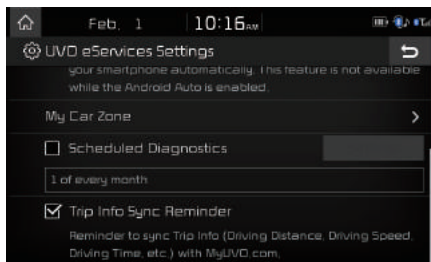 Feb. 1 10:16 AM
UVO eServices Settings
your smartphone automatically. This feature is not available
while the Android Auto is enabled.
My Car Zone
Scheduled Diagnostics
1 of every month
Trip Info Sync Reminder
Reminder to sync Trip Info (Driving Distance, Driving Speed,
Driving Time, etc.) with MyUVO.com.